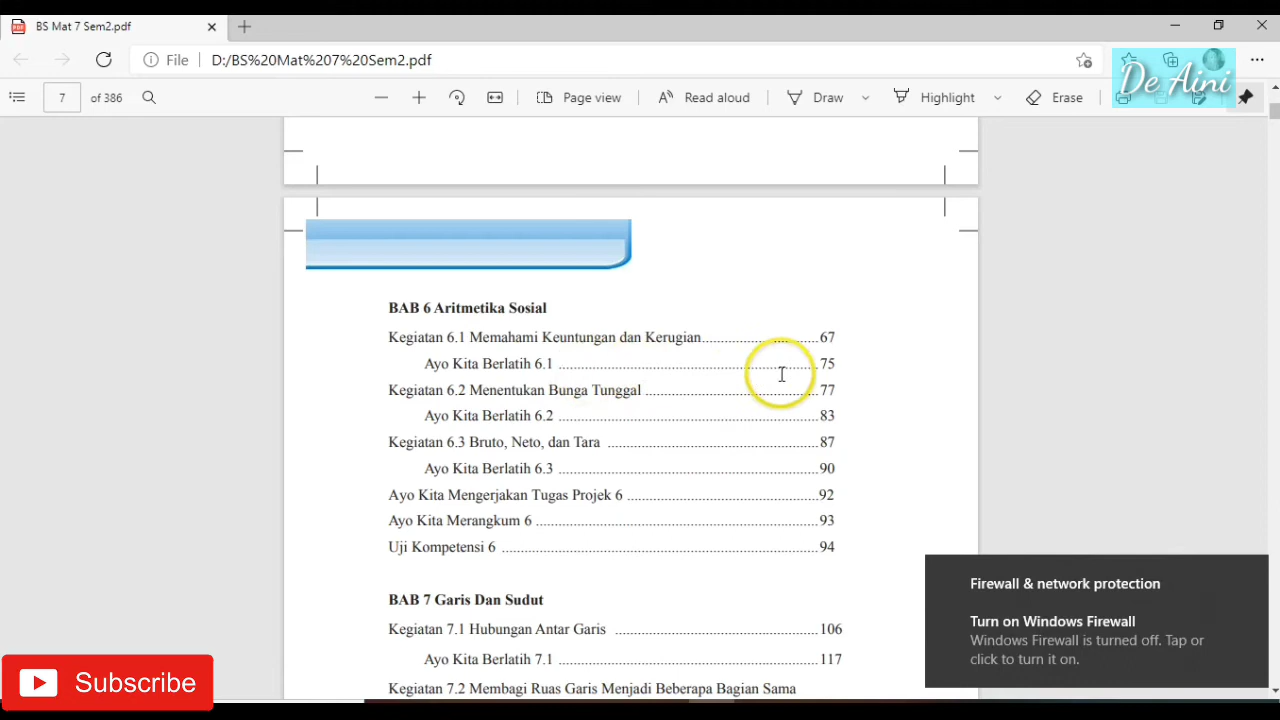 BS Mat 7 Sem2.pdf
File D:/BS%20Mat%207%20Sem2.pdf
De Aini
7 of 386 Page view Read aloud Draw Highlight Erase
BAB 6 Aritmetika Sosial
Kegiatan 6.1 Memahami Keuntungan dan Kerugian 67
Ayo Kita Berlatih 6.1 75
Kegiatan 6.2 Menentukan Bunga Tunggal 77
Ayo Kita Berlatih 6.2 83
Kegiatan 6.3 Bruto, Neto, dan Tara 87
Ayo Kita Berlatih 6.3 90
Ayo Kita Mengerjakan Tugas Projek 6 92
Ayo Kita Merangkum 6 93
Uji Kompetensi 6 94
BAB 7 Garis Dan Sudut
Kegiatan 7.1 Hubungan Antar Garis 106
Ayo Kita Berlatih 7.1 117
Kegiatan 7.2 Membagi Ruas Garis Menjadi Beberapa Bagian Sama
Firewall & network protection
Turn on Windows Firewall
Windows Firewall is turned off. Tap or
click to turn it on.
Subscribe